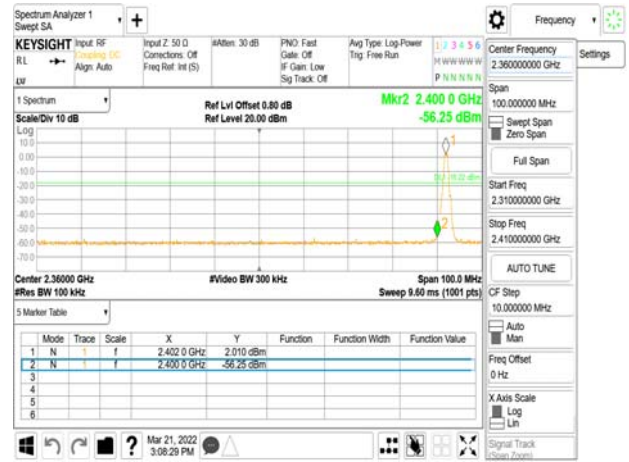 Spectrum Analyzer 1
Swept SA
Frequency
KEYSIGHT
Input: RF
Coupling: DC
Align: Auto
Input Z: 50 Ω
Corrections: Off
Freq Ref: Int (S)
#Atten: 30 dB
PNO: Fast
Gate: Off
IF Gain: Low
Sig Track: Off
Avg Type: Log-Power
Trig: Free Run
1 2 3 4 5 6
M W W W W W
P N N N N N
RL
LXI
Center Frequency
2.360000000 GHz
Settings
Span
100.000000 MHz
Swept Span
Zero Span
Full Span
Start Freq
2.310000000 GHz
Stop Freq
2.410000000 GHz
AUTO TUNE
CF Step
10.000000 MHz
Auto
Man
Freq Offset
0 Hz
X Axis Scale
Log
Lin
Signal Track
(Span Zoom)
1 Spectrum
Scale/Div 10 dB
Ref Lvl Offset 0.80 dB
Ref Level 20.00 dBm
Mkr2 2.400 0 GHz
-56.25 dBm
Log
10.0
0.00
-10.0
-20.0
-30.0
-40.0
-50.0
-60.0
-70.0
1
2
Center 2.36000 GHz
#Res BW 100 kHz
#Video BW 300 kHz
Span 100.0 MHz
Sweep 9.60 ms (1001 pts)
5 Marker Table
Mode Trace Scale X Y Function Function Width Function Value
1 N 1 f 2.402 0 GHz 2.010 dBm
2 N 1 f 2.400 0 GHz -56.25 dBm
3
4
5
6
Mar 21, 2022
3:08:29 PM